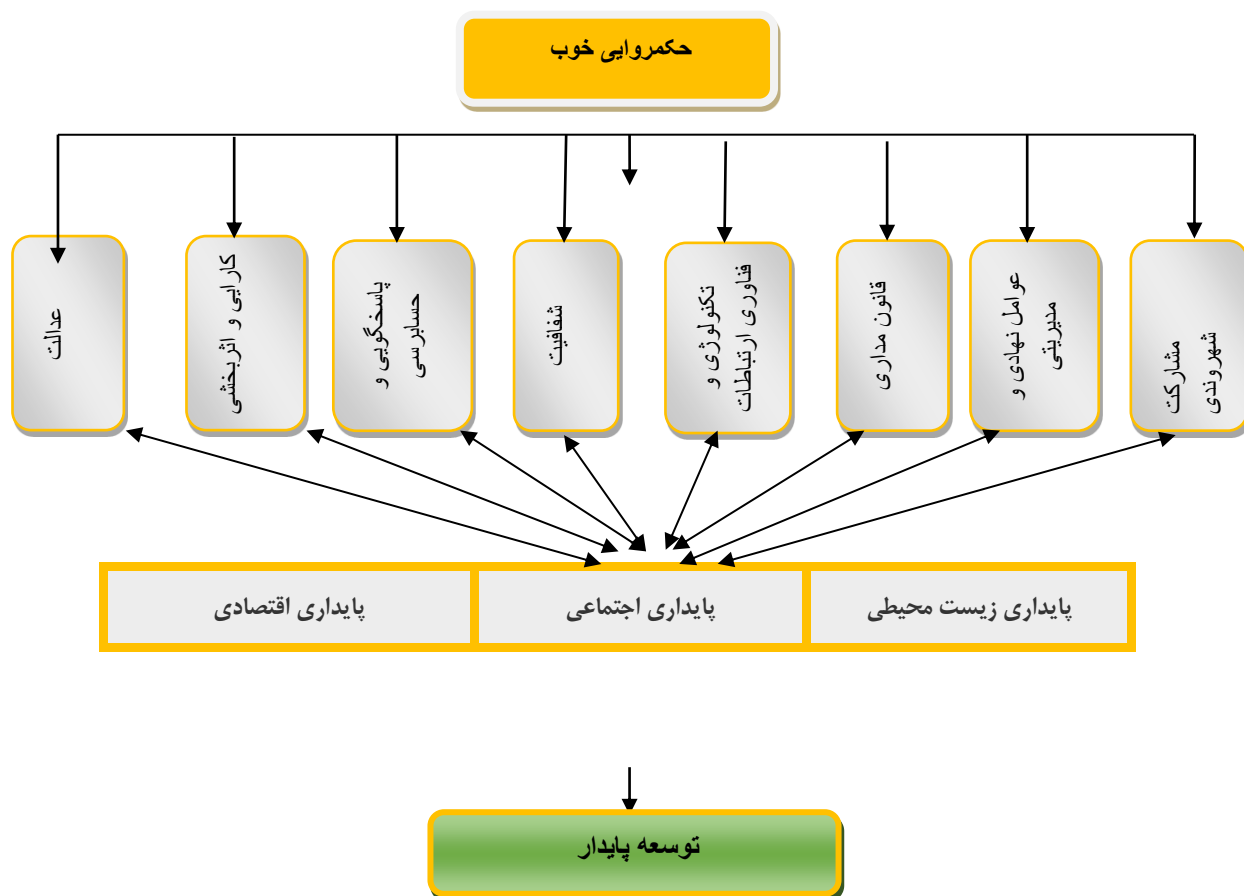 حکمروایی خوب
مشارکت
شهروندی
عوامل نهادی و
مدیریتی
قانون مداری
تکنولوژی و
فناوری ارتباطات
شفافیت
پاسخگویی و
حسابرسی
کارایی و اثربخشی
عدالت
پایداری زیست محیطی
پایداری اجتماعی
پایداری اقتصادی
توسعه پایدار